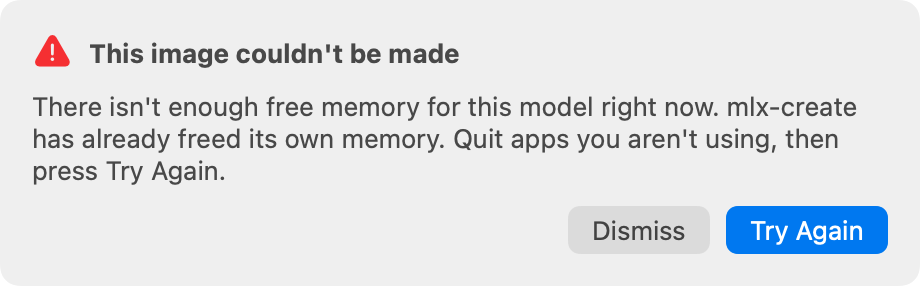 This image couldn't be made
There isn't enough free memory for this model right now. mlx-create
has already freed its own memory. Quit apps you aren't using, then
press Try Again.
Dismiss
Try Again